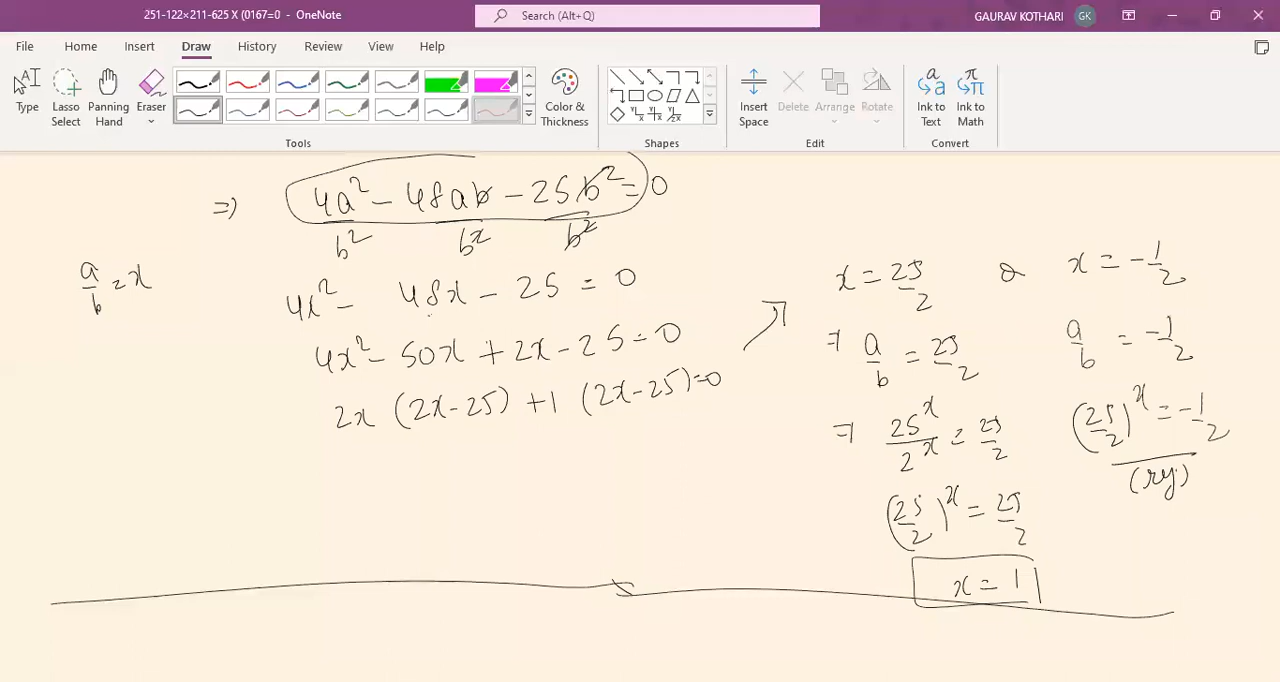 251-122×211-625 X (0167=0 - OneNote
Search (Alt+Q)
GAURAV KOTHARI GK
File Home Insert Draw History Review View Help
Type
Lasso Select
Panning Hand
Eraser
Color & Thickness
Insert Space
Delete
Arrange
Rotate
Ink to Text
Ink to Math
Tools Shapes Edit Convert
⇒ 4a² - 48ab - 25b² = 0
b² b² b²
a/b = x
4x² - 48x - 25 = 0
4x² - 50x + 2x - 25 = 0
2x (2x - 25) + 1 (2x - 25) = 0
x = 25/2 or x = -1/2
⇒ a/b = 25/2
a/b = -1/2
⇒ 25^x/2^x = 25/2
(25/2)^x = -1/2
(rej)
(25/2)^x = 25/2
x = 1